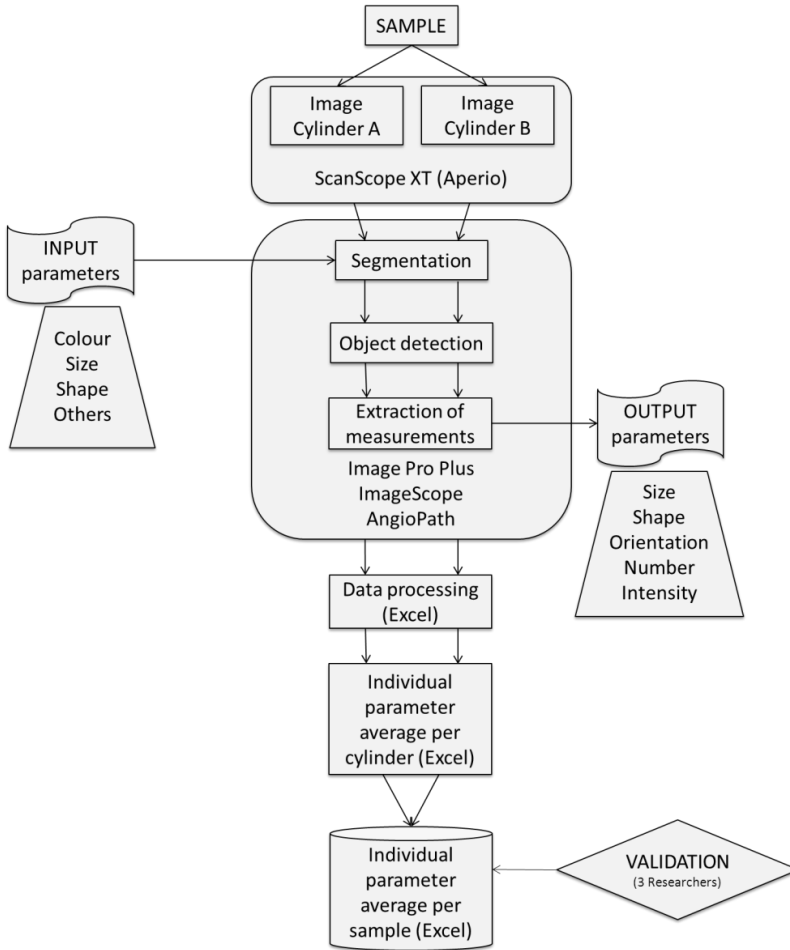 SAMPLE
Image
Cylinder A
Image
Cylinder B
ScanScope XT (Aperio)
INPUT
parameters
Colour
Size
Shape
Others
Segmentation
Object detection
Extraction of
measurements
Image Pro Plus
ImageScope
AngioPath
OUTPUT
parameters
Size
Shape
Orientation
Number
Intensity
Data processing
(Excel)
Individual
parameter
average per
cylinder (Excel)
Individual
parameter
average per
sample (Excel)
VALIDATION
(3 Researchers)